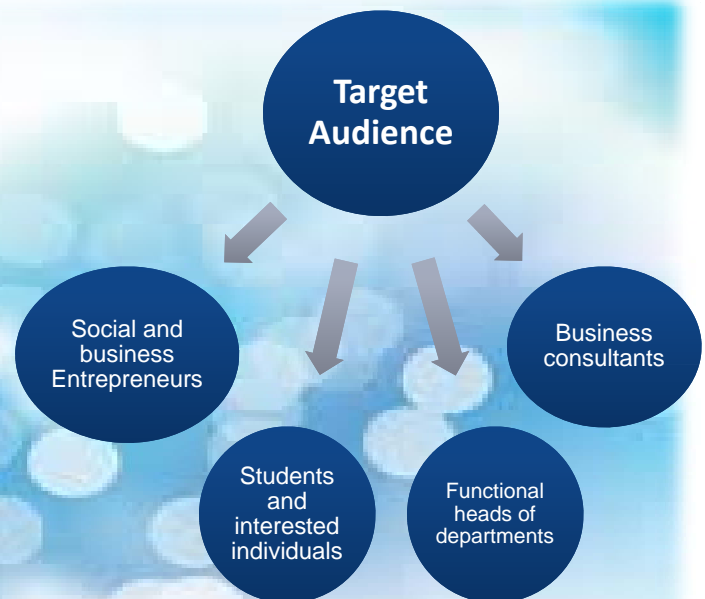 Target
Audience
Social and
business
Entrepreneurs
Students
and
interested
individuals
Functional
heads of
departments
Business
consultants